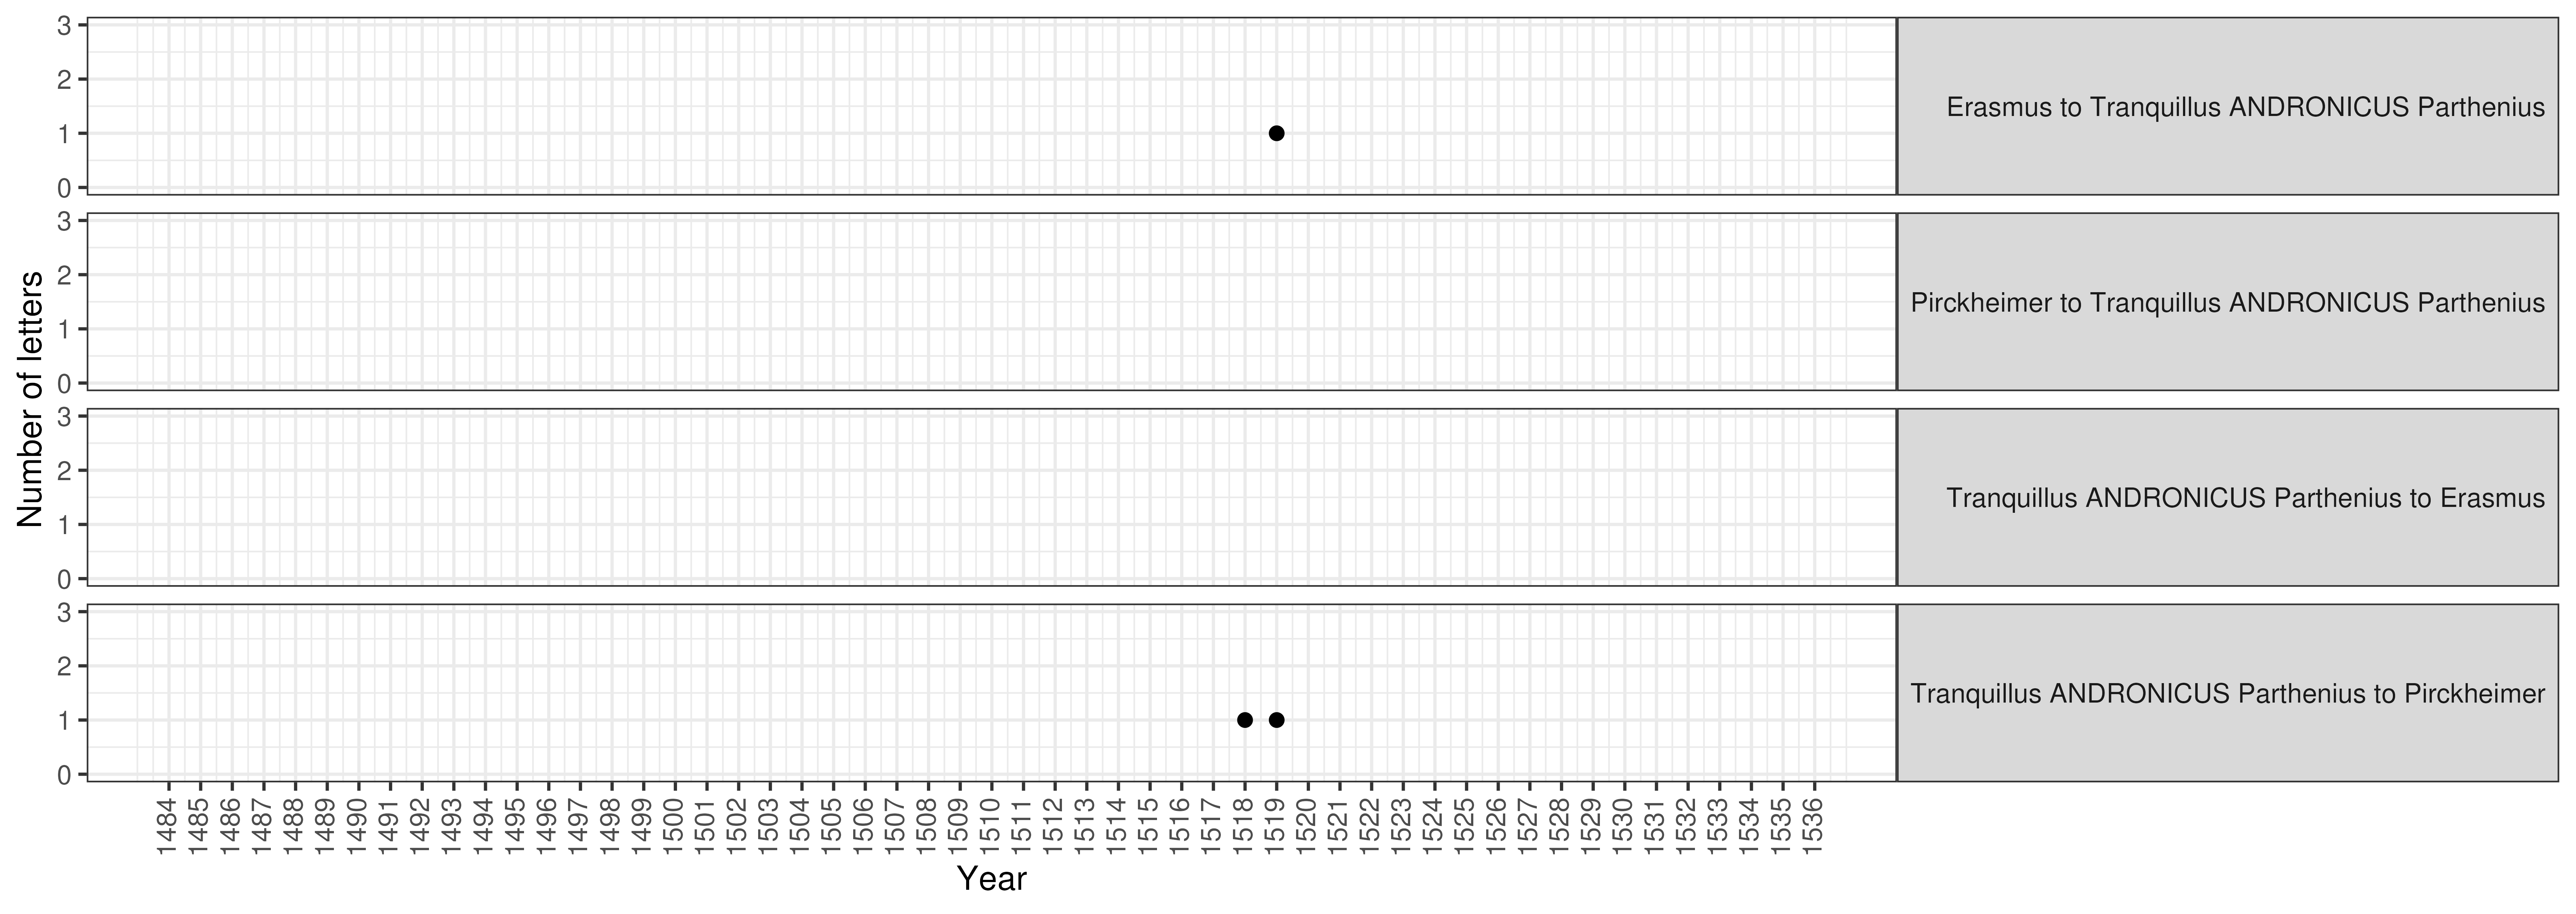 Number of letters
3
2
1
0
Erasmus to Tranquillus ANDRONICUS Parthenius
3
2
1
0
Pirckheimer to Tranquillus ANDRONICUS Parthenius
3
2
1
0
Tranquillus ANDRONICUS Parthenius to Erasmus
3
2
1
0
Tranquillus ANDRONICUS Parthenius to Pirckheimer
1484 1485 1486 1487 1488 1489 1490 1491 1492 1493 1494 1495 1496 1497 1498 1499 1500 1501 1502 1503 1504 1505 1506 1507 1508 1509 1510 1511 1512 1513 1514 1515 1516 1517 1518 1519 1520 1521 1522 1523 1524 1525 1526 1527 1528 1529 1530 1531 1532 1533 1534 1535 1536
Year